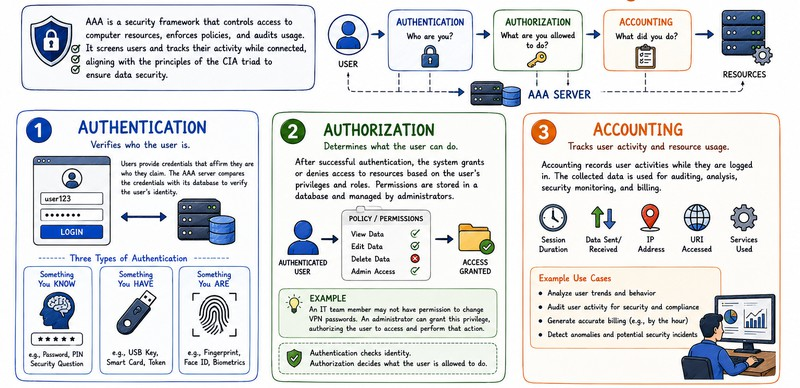 AAA is a security framework that controls access to
computer resources, enforces policies, and audits usage.
It screens users and tracks their activity while connected,
aligning with the principles of the CIA triad to
ensure data security.
USER
AUTHENTICATION
Who are you?
AUTHORIZATION
What are you allowed
to do?
ACCOUNTING
What did you do?
RESOURCES
AAA SERVER
1 AUTHENTICATION
Verifies who the user is.
Users provide credentials that affirm they are
who they claim. The AAA server compares
the credentials with its database to verify
the user's identity.
user123
LOGIN
Three Types of Authentication
Something
You KNOW
e.g., Password, PIN
Security Question
Something
You HAVE
e.g., USB Key,
Smart Card, Token
Something
You ARE
e.g., Fingerprint,
Face ID, Biometrics
2 AUTHORIZATION
Determines what the user can do.
After successful authentication, the system grants
or denies access to resources based on the user's
privileges and roles. Permissions are stored in a
database and managed by administrators.
AUTHENTICATED
USER
POLICY / PERMISSIONS
View Data
Edit Data
Delete Data
Admin Access
ACCESS
GRANTED
EXAMPLE
An IT team member may not have permission to change
VPN passwords. An administrator can grant this privilege,
authorizing the user to access and perform that action.
Authentication checks identity.
Authorization decides what the user is allowed to do.
3 ACCOUNTING
Tracks user activity and resource usage.
Accounting records user activities while they are logged
in. The collected data is used for auditing, analysis,
security monitoring, and billing.
Session
Duration
Data Sent/
Received
IP
Address
URI
Accessed
Services
Used
Example Use Cases
• Analyze user trends and behavior
• Audit user activity for security and compliance
• Generate accurate billing (e.g., by the hour)
• Detect anomalies and potential security incidents